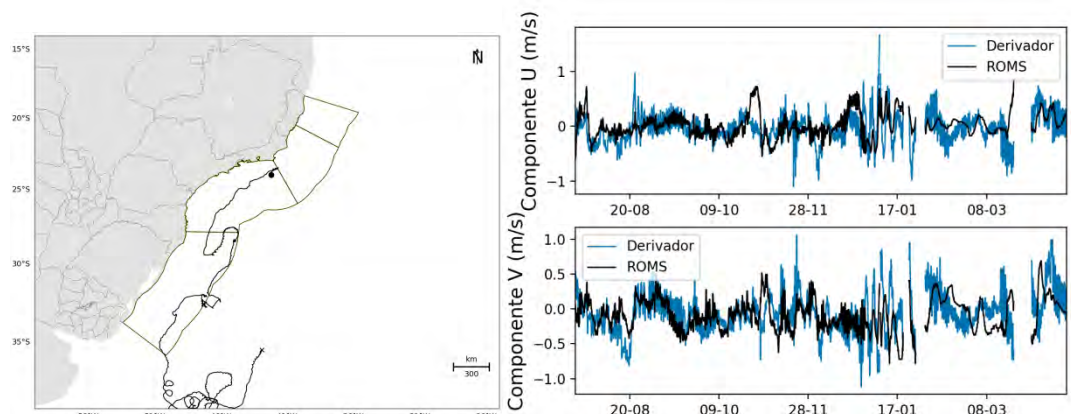 15°S
20°S
25°S
30°S
35°S
N
km
300
Componente U (m/s)
1
0
−1
Derivador
ROMS
20-08
09-10
28-11
17-01
08-03
Componente V (m/s)
1.0
0.5
0.0
−0.5
−1.0
Derivador
ROMS
20-08
09-10
28-11
17-01
08-03